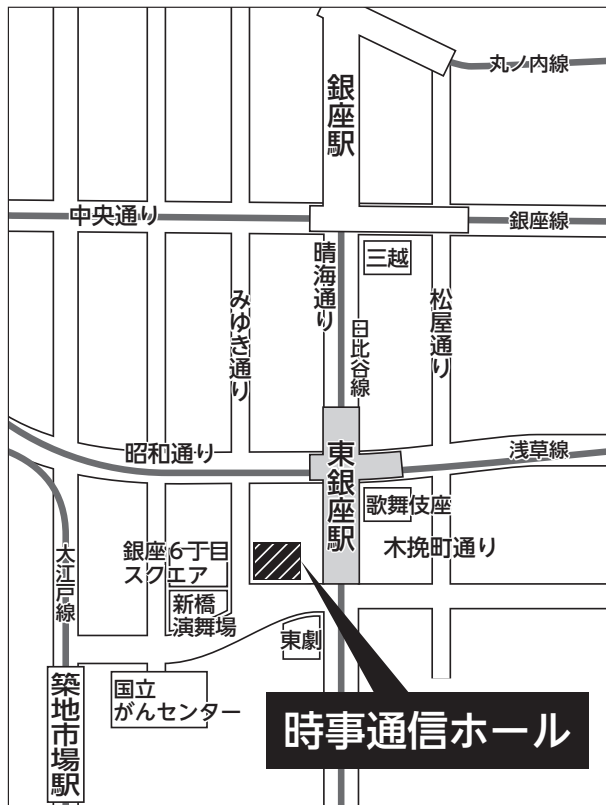 丸ノ内線
銀座駅
中央通り
銀座線
三越
晴海通り
みゆき通り
松屋通り
日比谷線
昭和通り
浅草線
東銀座駅
歌舞伎座
木挽町通り
大江戸線
銀座6丁目
スクエア
新橋
演舞場
東劇
国立
がんセンター
築地市場駅
時事通信ホール